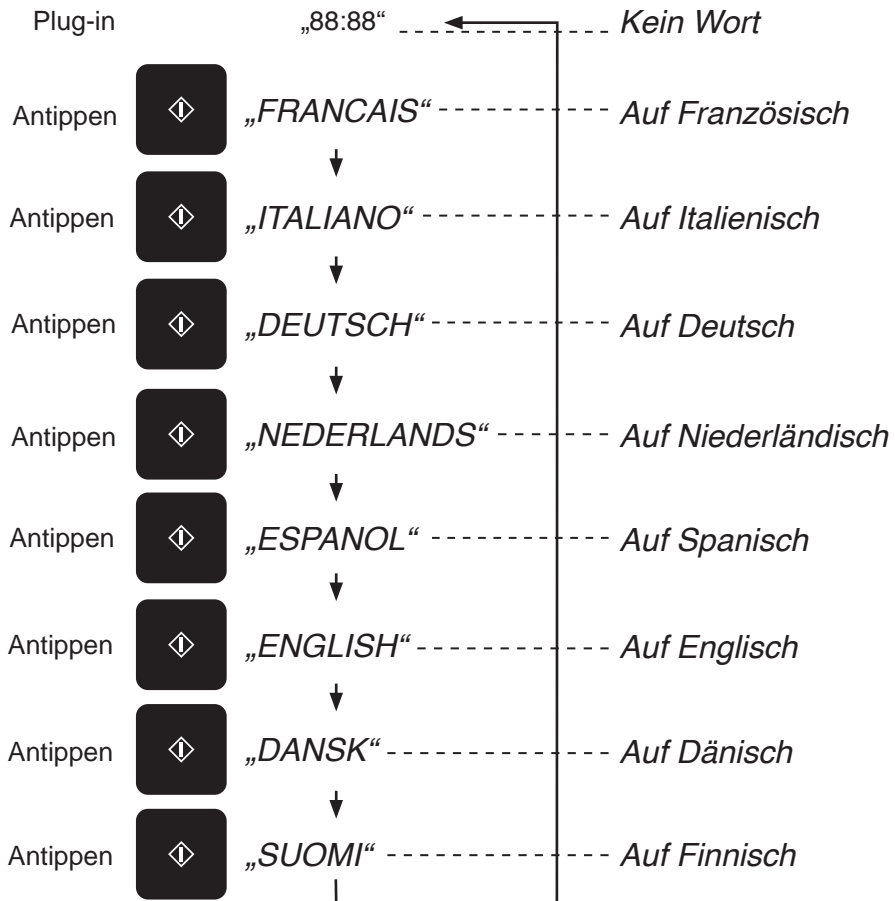 Plug-in „88:88“ Kein Wort
Antippen „FRANCAIS“ Auf Französisch
Antippen „ITALIANO“ Auf Italienisch
Antippen „DEUTSCH“ Auf Deutsch
Antippen „NEDERLANDS“ Auf Niederländisch
Antippen „ESPANOL“ Auf Spanisch
Antippen „ENGLISH“ Auf Englisch
Antippen „DANSK“ Auf Dänisch
Antippen „SUOMI“ Auf Finnisch